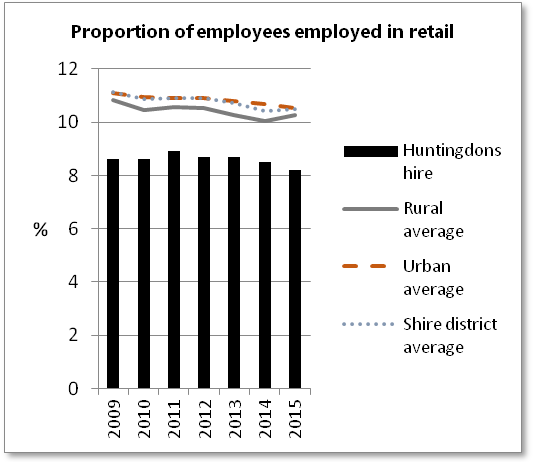 Proportion of employees employed in retail
12
10
8
6
4
2
0
%
2009
2010
2011
2012
2013
2014
2015
Huntingdons
hire
Rural
average
Urban
average
Shire district
average